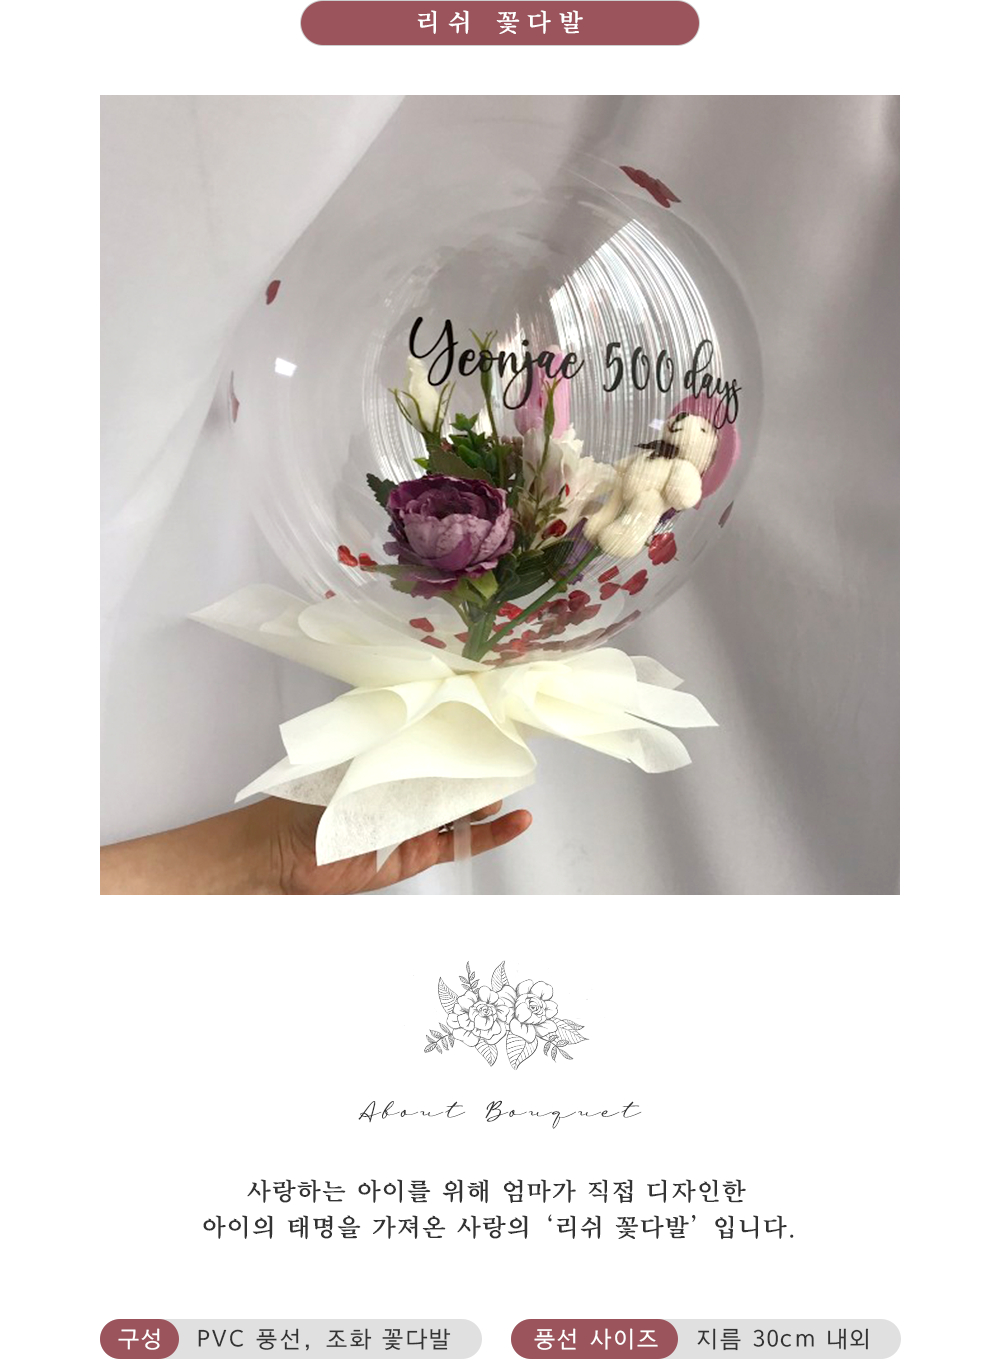 리쉬 꽃다발
Yeonjae 500 days
About Bouquet
사랑하는 아이를 위해 엄마가 직접 디자인한
아이의 태명을 가져온 사랑의 ‘리쉬 꽃다발’ 입니다.
구성 PVC 풍선, 조화 꽃다발
풍선 사이즈 지름 30cm 내외